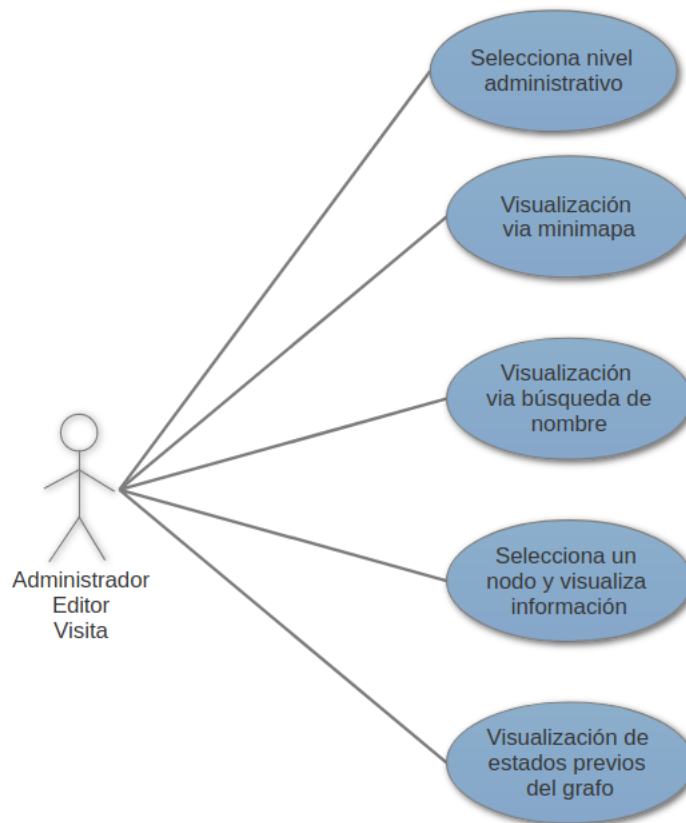 Selecciona nivel
administrativo
Visualización
via minimapa
Visualización
via búsqueda de
nombre
Selecciona un
nodo y visualiza
información
Visualización de
estados previos
del grafo
Administrador
Editor
Visita